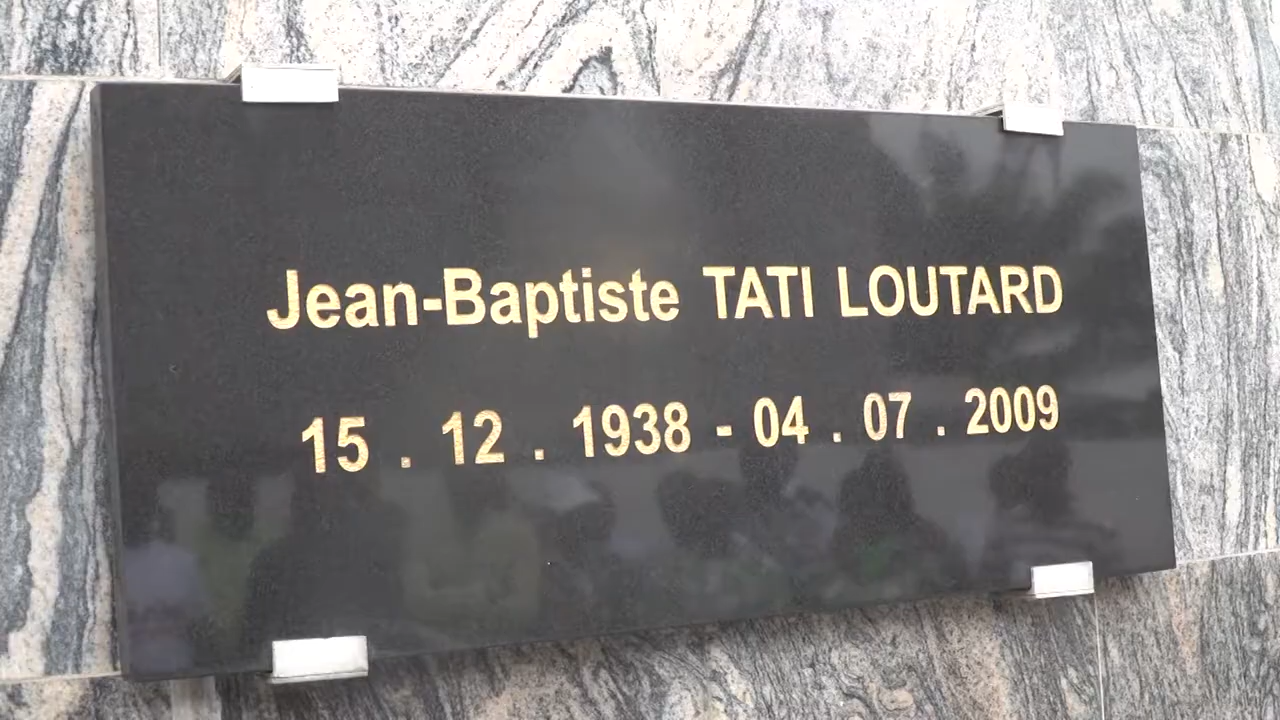 Jean-Baptiste TATI LOUTARD
15 . 12 . 1938 - 04 . 07 . 2009